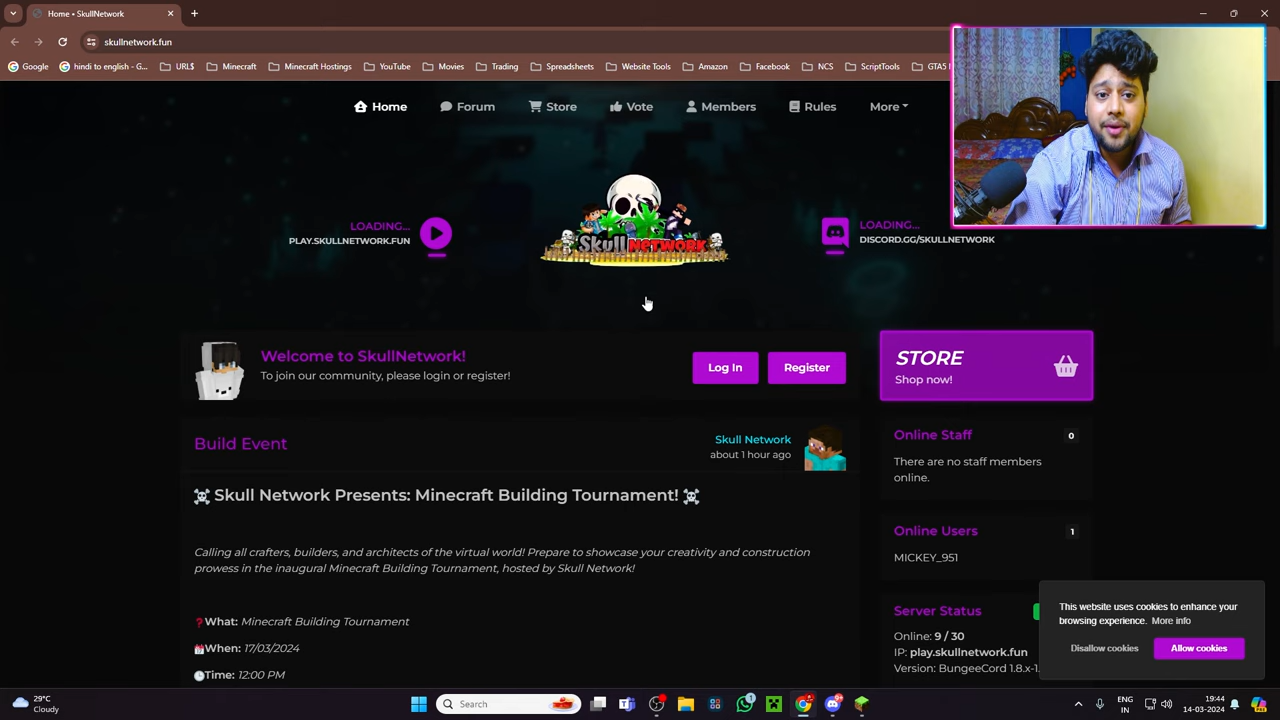 Home • SkullNetwork
skullnetwork.fun
Google
hindi to english - G...
URL$
Minecraft
Minecraft Hostings
YouTube
Movies
Trading
Spreadsheets
Website Tools
Amazon
Facebook
NCS
ScriptTools
GTA5
Home
Forum
Store
Vote
Members
Rules
More
LOADING...
PLAY.SKULLNETWORK.FUN
Skull NETWORK
LOADING...
DISCORD.GG/SKULLNETWORK
Welcome to SkullNetwork!
To join our community, please login or register!
Log In
Register
STORE
Shop now!
Build Event
Skull Network
about 1 hour ago
Skull Network Presents: Minecraft Building Tournament!
Calling all crafters, builders, and architects of the virtual world! Prepare to showcase your creativity and construction
prowess in the inaugural Minecraft Building Tournament, hosted by Skull Network!
What: Minecraft Building Tournament
When: 17/03/2024
Time: 12:00 PM
Online Staff
0
There are no staff members
online.
Online Users
1
MICKEY_951
Server Status
Online: 9 / 30
IP: play.skullnetwork.fun
Version: BungeeCord 1.8.x-1.
This website uses cookies to enhance your
browsing experience. More info
Disallow cookies
Allow cookies
29°C
Cloudy
Search
ENG
IN
19:44
14-03-2024